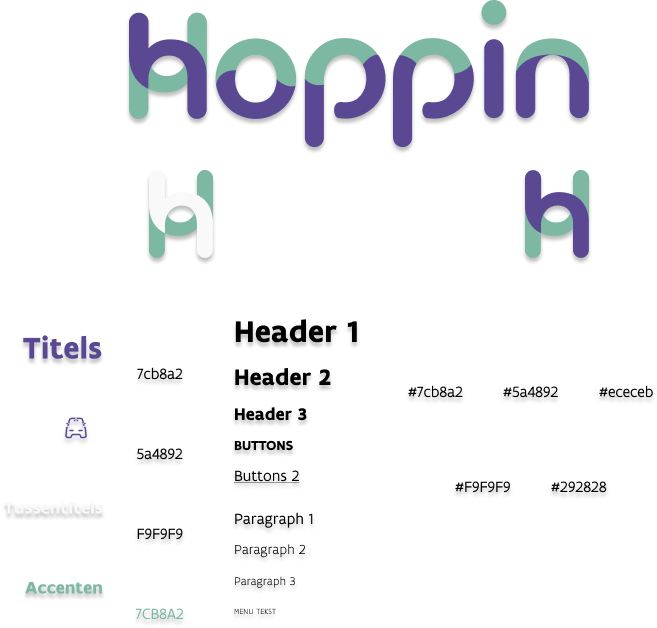 Hoppin
h
h
Titels
7cb8a2
5a4892
Tussentitels
F9F9F9
Accenten
7CB8A2
Header 1
Header 2
Header 3
BUTTONS
Buttons 2
Paragraph 1
Paragraph 2
Paragraph 3
MENU TEKST
#7cb8a2 #5a4892 #ececeb
#F9F9F9 #292828